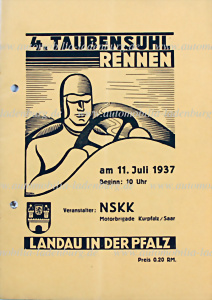 4. TAUBENSUHL
RENNEN
am 11. Juli 1937
Beginn: 10 Uhr
Veranstalter: NSKK
Motorbrigade Kurpfalz/Saar
LANDAU IN DER PFALZ
Preis 0.20 RM.